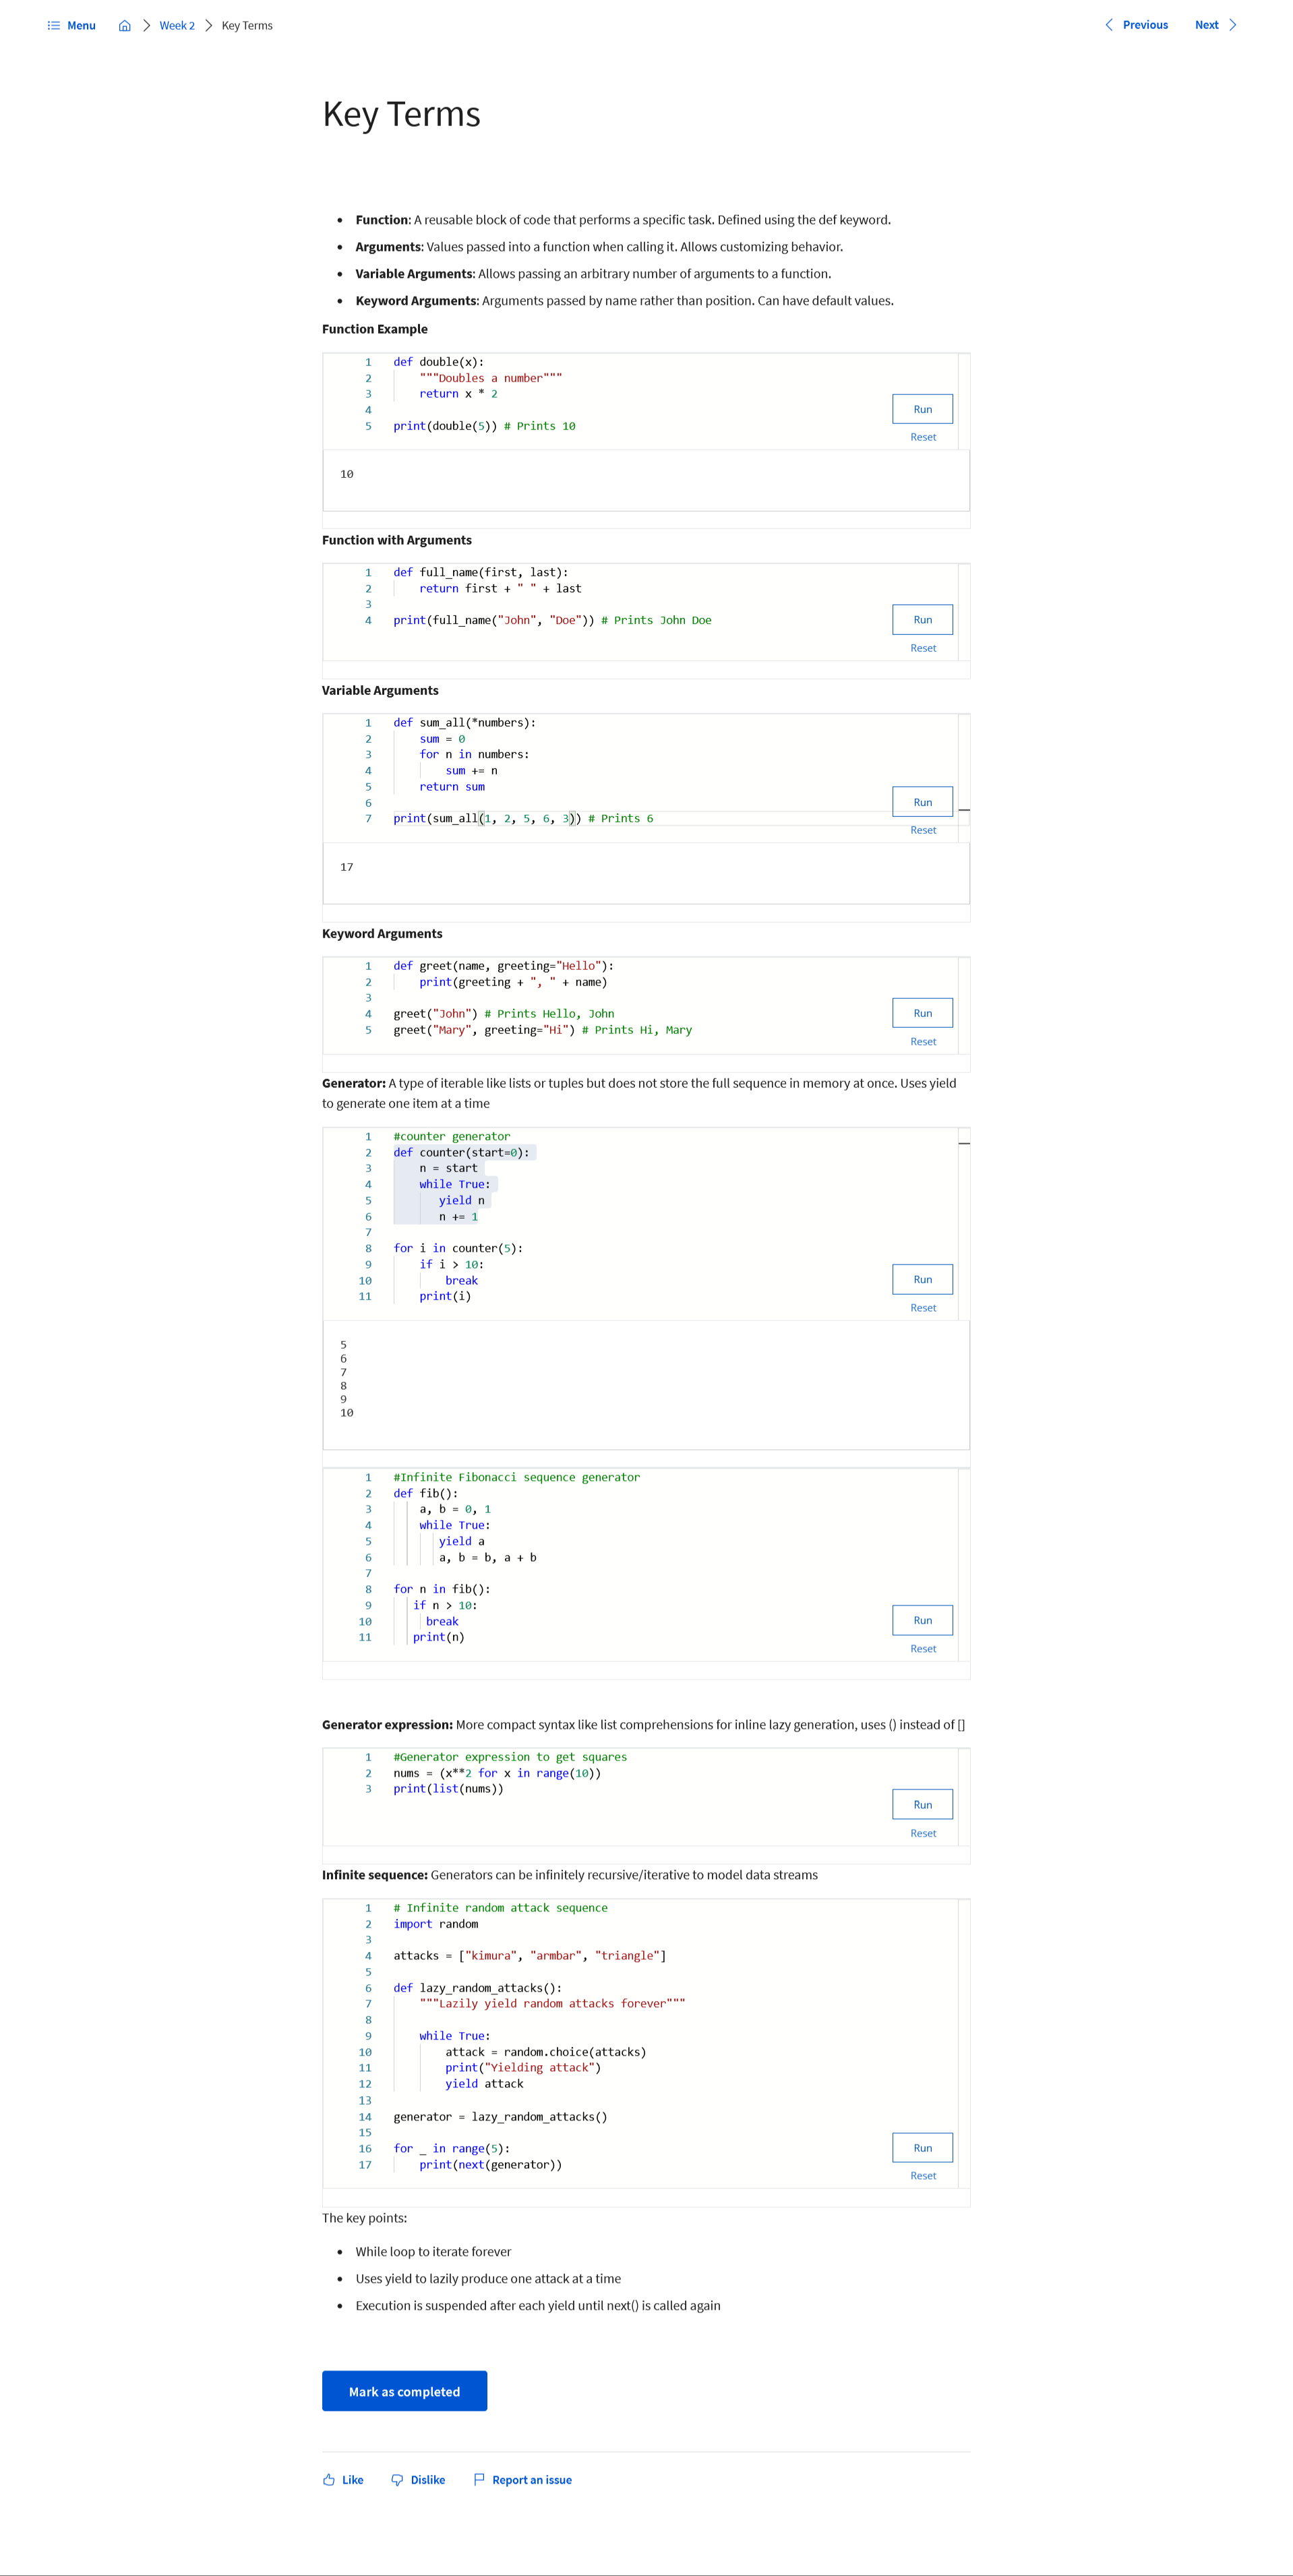 Menu
Week 2
Key Terms
Previous
Next
Key Terms
• Function: A reusable block of code that performs a specific task. Defined using the def keyword.
• Arguments: Values passed into a function when calling it. Allows customizing behavior.
• Variable Arguments: Allows passing an arbitrary number of arguments to a function.
• Keyword Arguments: Arguments passed by name rather than position. Can have default values.
Function Example
1 def double(x):
2     """Doubles a number"""
3     return x * 2
4
5 print(double(5)) # Prints 10
Run
Reset
10
Function with Arguments
1 def full_name(first, last):
2     return first + " " + last
3
4 print(full_name("John", "Doe")) # Prints John Doe
Run
Reset
Variable Arguments
1 def sum_all(*numbers):
2     sum = 0
3     for n in numbers:
4         sum += n
5     return sum
6
7 print(sum_all(1, 2, 5, 6, 3)) # Prints 6
Run
Reset
17
Keyword Arguments
1 def greet(name, greeting="Hello"):
2     print(greeting + ", " + name)
3
4 greet("John") # Prints Hello, John
5 greet("Mary", greeting="Hi") # Prints Hi, Mary
Run
Reset
Generator: A type of iterable like lists or tuples but does not store the full sequence in memory at once. Uses yield
to generate one item at a time
1 #counter generator
2 def counter(start=0):
3     n = start
4     while True:
5        yield n
6        n += 1
7
8 for i in counter(5):
9     if i > 10:
10         break
11     print(i)
Run
Reset
5
6
7
8
9
10
1 #Infinite Fibonacci sequence generator
2 def fib():
3     a, b = 0, 1
4     while True:
5        yield a
6        a, b = b, a + b
7
8 for n in fib():
9    if n > 10:
10      break
11    print(n)
Run
Reset
Generator expression: More compact syntax like list comprehensions for inline lazy generation, uses () instead of []
1 #Generator expression to get squares
2 nums = (x**2 for x in range(10))
3 print(list(nums))
Run
Reset
Infinite sequence: Generators can be infinitely recursive/iterative to model data streams
1 # Infinite random attack sequence
2 import random
3
4 attacks = ["kimura", "armbar", "triangle"]
5
6 def lazy_random_attacks():
7     """Lazily yield random attacks forever"""
8
9     while True:
10         attack = random.choice(attacks)
11         print("Yielding attack")
12         yield attack
13
14 generator = lazy_random_attacks()
15
16 for _ in range(5):
17     print(next(generator))
Run
Reset
The key points:
• While loop to iterate forever
• Uses yield to lazily produce one attack at a time
• Execution is suspended after each yield until next() is called again
Mark as completed
Like
Dislike
Report an issue